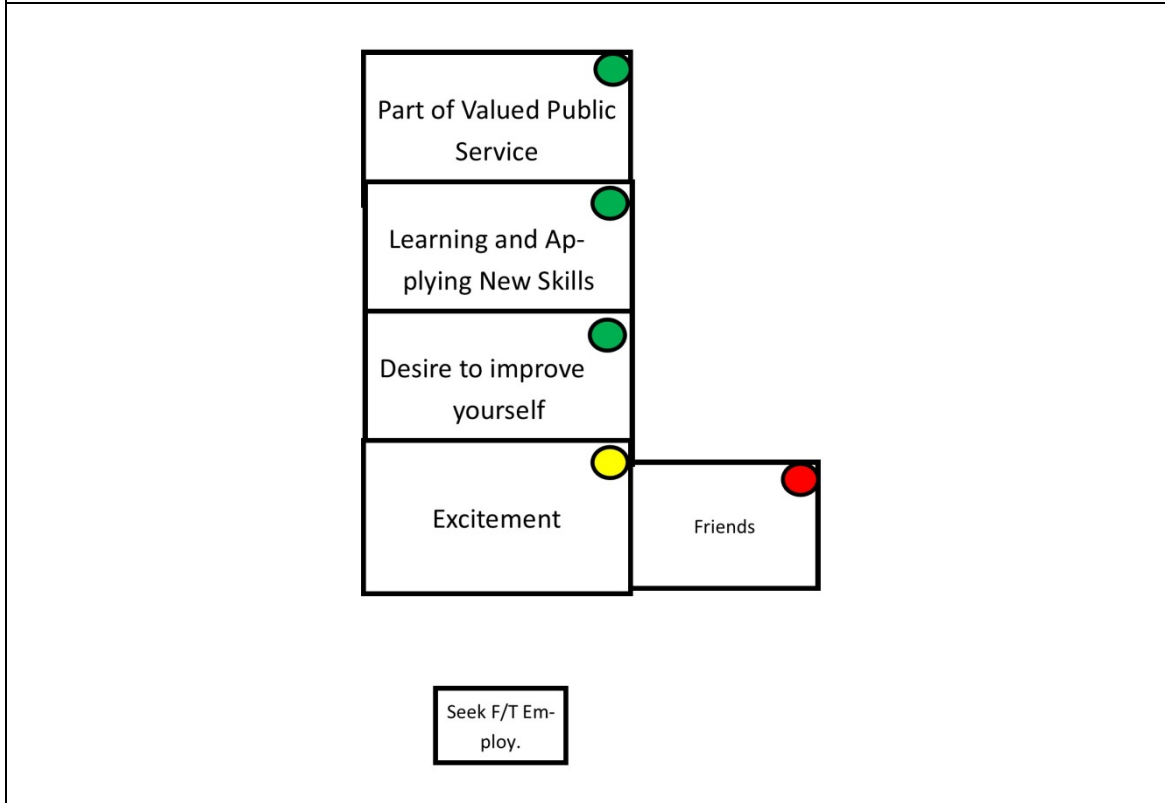 Part of Valued Public
Service
Learning and Ap-
plying New Skills
Desire to improve
yourself
Excitement
Friends
Seek F/T Em-
ploy.